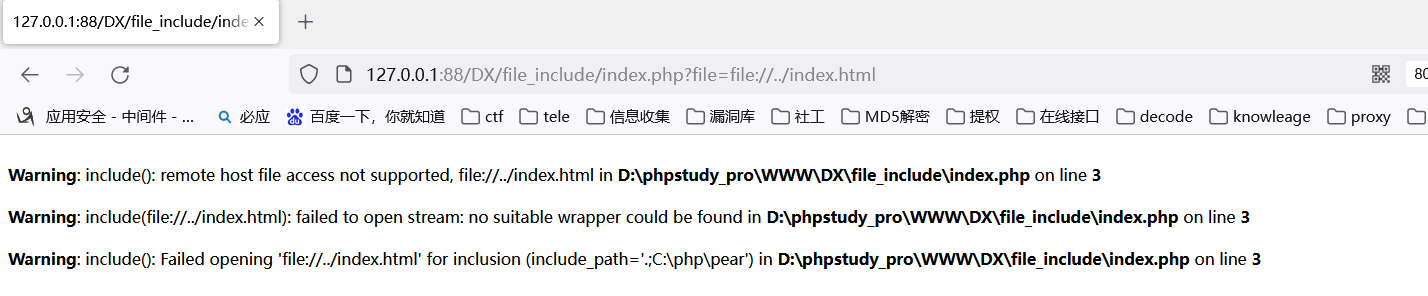 127.0.0.1:88/DX/file_include/inde
127.0.0.1:88/DX/file_include/index.php?file=file://../index.html
80
应用安全 - 中间件 - ... 必应 百度一下，你就知道 ctf tele 信息收集 漏洞库 社工 MD5解密 提权 在线接口 decode knowleage proxy
Warning: include(): remote host file access not supported, file://../index.html in D:\phpstudy_pro\WWW\DX\file_include\index.php on line 3
Warning: include(file://../index.html): failed to open stream: no suitable wrapper could be found in D:\phpstudy_pro\WWW\DX\file_include\index.php on line 3
Warning: include(): Failed opening 'file://../index.html' for inclusion (include_path='.;C:\php\pear') in D:\phpstudy_pro\WWW\DX\file_include\index.php on line 3